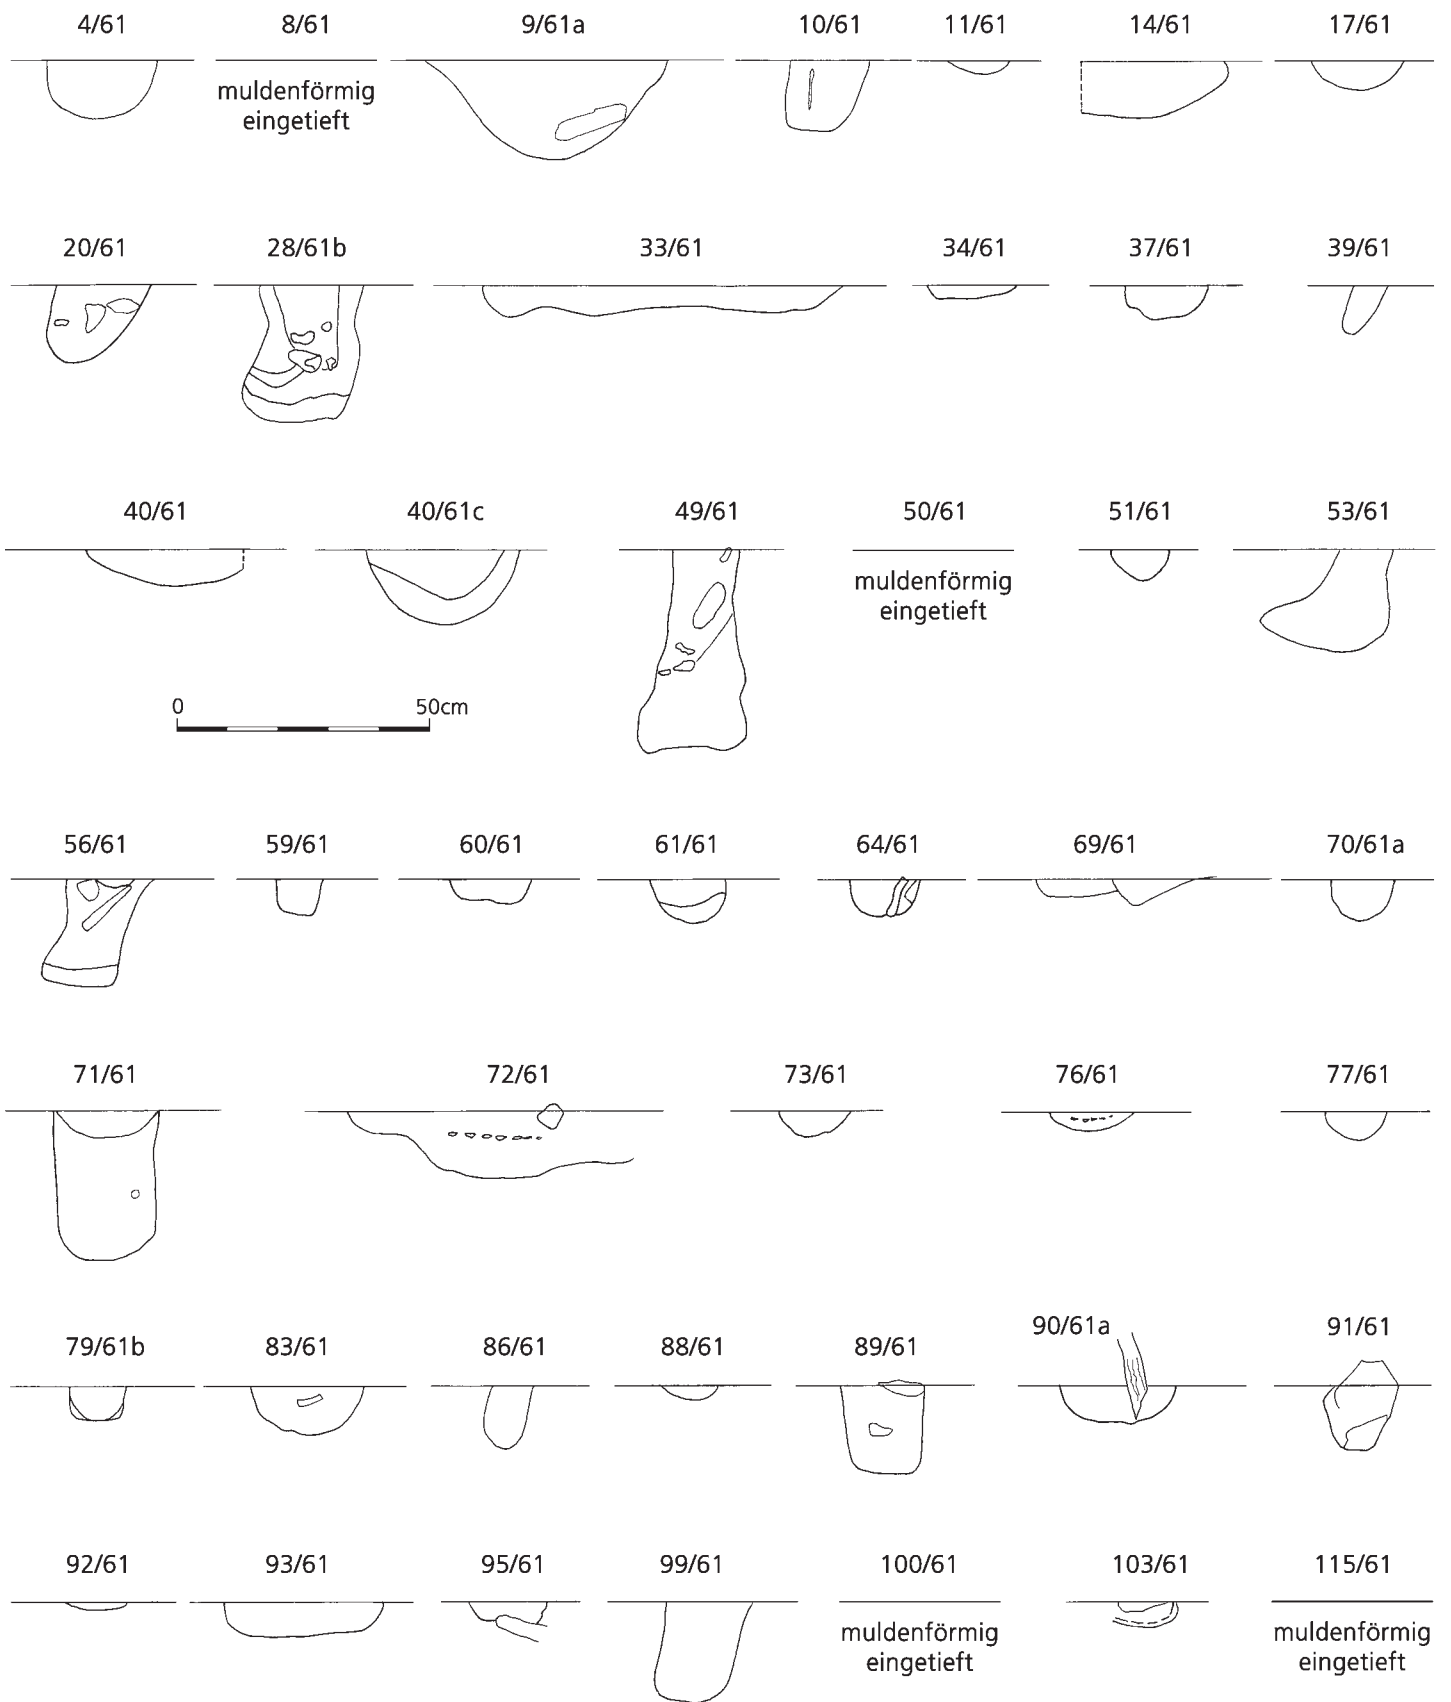 4/61 8/61 9/61a 10/61 11/61 14/61 17/61
muldenförmig
eingetieft
20/61 28/61b 33/61 34/61 37/61 39/61
40/61 40/61c 49/61 50/61 51/61 53/61
muldenförmig
eingetieft
0 50cm
56/61 59/61 60/61 61/61 64/61 69/61 70/61a
71/61 72/61 73/61 76/61 77/61
79/61b 83/61 86/61 88/61 89/61 90/61a 91/61
92/61 93/61 95/61 99/61 100/61 103/61 115/61
muldenförmig muldenförmig
eingetieft eingetieft